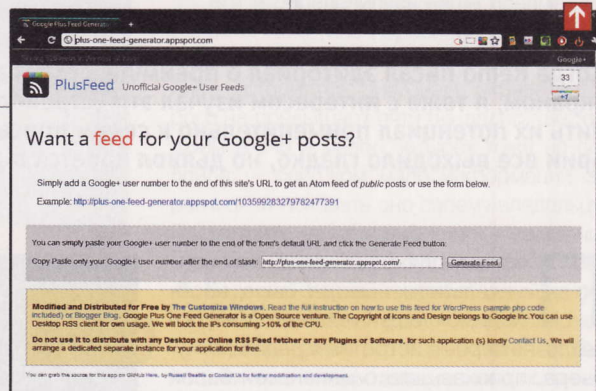 Google Plus Feed Generator
plus-one-feed-generator.appspot.com
Google+
PlusFeed Unofficial Google+ User Feeds
33
+1
Want a feed for your Google+ posts?
Simply add a Google+ user number to the end of this site's URL to get an Atom feed of public posts or use the form below.
Example: http://plus-one-feed-generator.appspot.com/103599283279782477391
You can simply paste your Google+ user number to the end of the form's default URL and click the Generate Feed button:
Copy Paste only your Google+ user number after the end of slash: http://plus-one-feed-generator.appspot.com/ Generate Feed
Modified and Distributed for Free by The Customize Windows. Read the full instruction on how to use this feed for WordPress (sample php code
included) or Blogger Blog. Google Plus One Feed Generator is a Open Source venture. The Copyright of Icons and Design belongs to Google Inc. You can use
Desktop RSS client for own usage. We will block the IPs consuming >10% of the CPU.
Do not use it to distribute with any Desktop or Online RSS Feed fetcher or any Plugins or Software, for such application (s) kindly Contact Us, We will
arrange a dedicated separate instance for your application for free.
You can grab the source for this app on GitHub Here, by Russell Beattie or Contact Us for further modification and development.